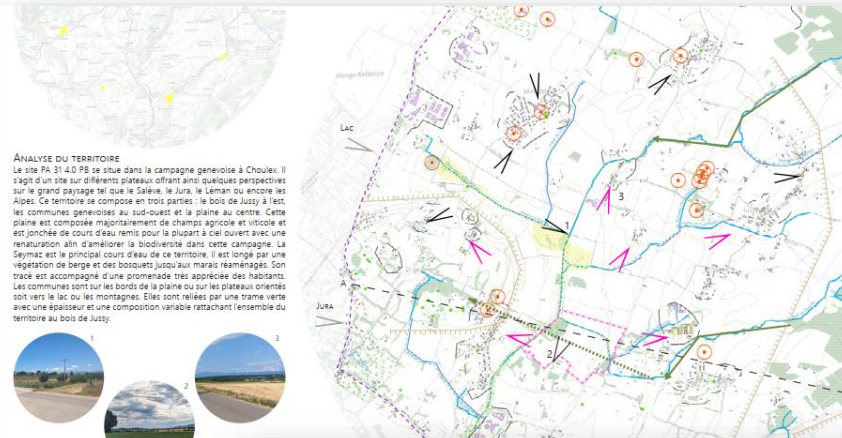 ANALYSE DU TERRITOIRE
Le site PA 31 4.0 PB se situe dans la campagne genevoise à Choulex. Il
s'agit d'un site sur différents plateaux offrant ainsi quelques perspectives
sur le grand paysage tel que le Salève, le Jura, le Léman ou encore les
Alpes. Ce territoire se compose en trois parties : le bois de Jussy à l'est,
les communes genevoises au sud-ouest et la plaine au centre. Cette
plaine est composée majoritairement de champs agricole et viticole et
est jonchée de cours d'eau remis pour la plupart à ciel ouvert avec une
renaturation afin d'améliorer la biodiversité dans cette campagne. La
Seymaz est le principal cours d'eau de ce territoire, il est longé par une
végétation de berge et des bosquets jusqu'aux marais réaménagés. Son
tracé est accompagné d'une promenade très appréciée des habitants.
Les communes sont sur les bords de la plaine ou sur les plateaux orientés
soit vers le lac ou les montagnes. Elles sont reliées par une trame verte
avec une épaisseur et une composition variable rattachant l'ensemble du
territoire au bois de Jussy.
1
2
3
LAC
JURA
A
1
3
2